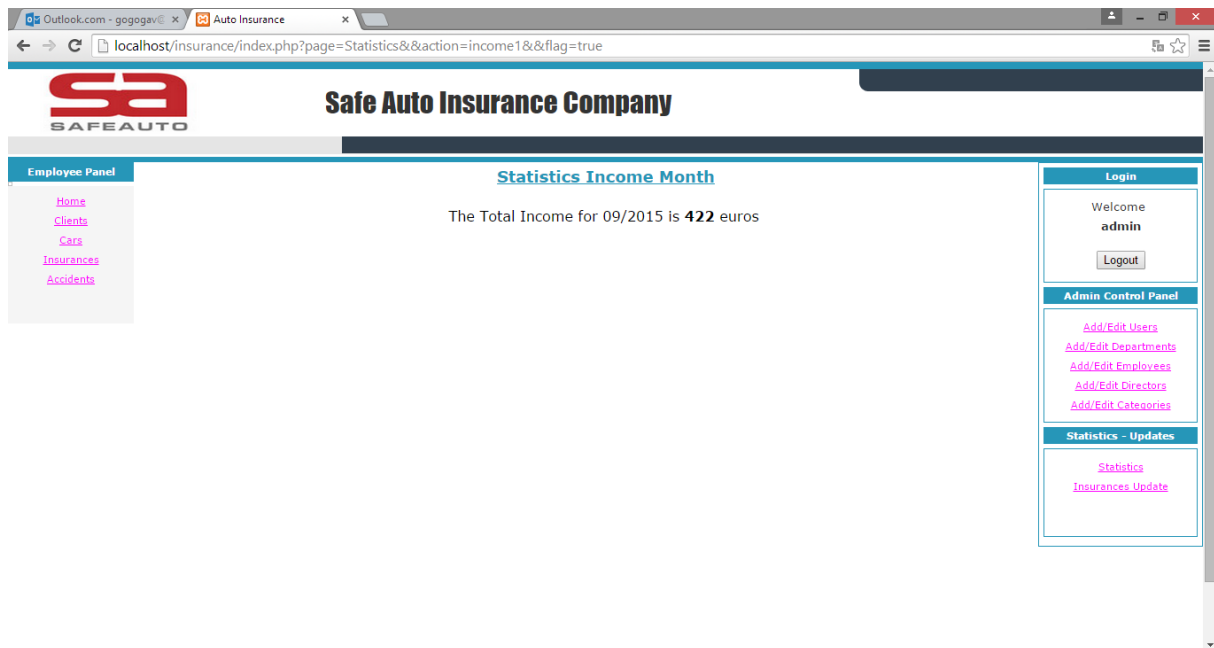 Outlook.com - gogogav
Auto Insurance
localhost/insurance/index.php?page=Statistics&&action=income1&&flag=true
sa
SAFEAUTO
Safe Auto Insurance Company
Employee Panel
Home
Clients
Cars
Insurances
Accidents
Statistics Income Month
The Total Income for 09/2015 is 422 euros
Login
Welcome
admin
Logout
Admin Control Panel
Add/Edit Users
Add/Edit Departments
Add/Edit Employees
Add/Edit Directors
Add/Edit Categories
Statistics - Updates
Statistics
Insurances Update